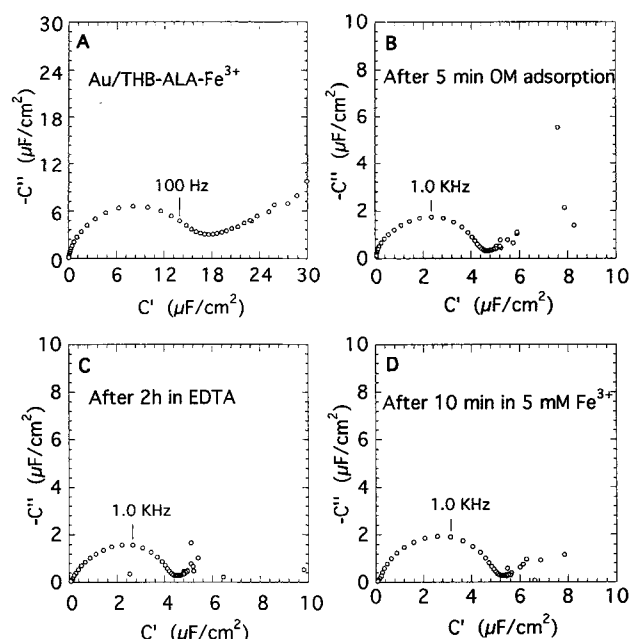 A
Au/THB-ALA-Fe³⁺
-C" (μF/cm²)
30
24
18
12
6
0
100 Hz
0 6 12 18 24 30
C' (μF/cm²)
B
After 5 min OM adsorption
-C" (μF/cm²)
10
8
6
4
2
0
1.0 KHz
0 2 4 6 8 10
C' (μF/cm²)
C
After 2h in EDTA
-C" (μF/cm²)
10
8
6
4
2
0
1.0 KHz
0 2 4 6 8 10
C' (μF/cm²)
D
After 10 min in 5 mM Fe³⁺
-C" (μF/cm²)
10
8
6
4
2
0
1.0 KHz
0 2 4 6 8 10
C' (μF/cm²)